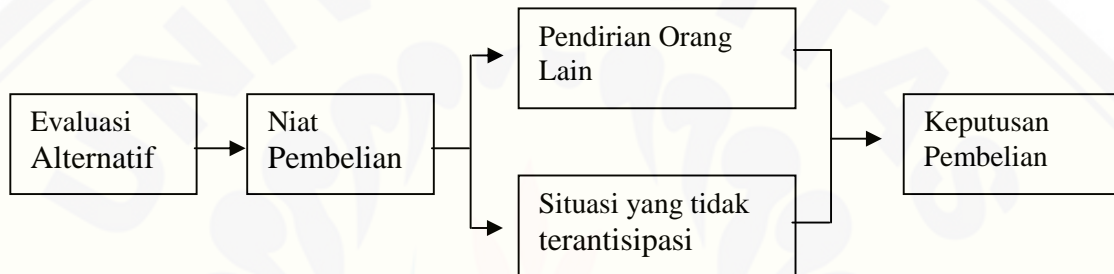 Evaluasi
Alternatif
Niat
Pembelian
Pendirian Orang
Lain
Situasi yang tidak
terantisipasi
Keputusan
Pembelian